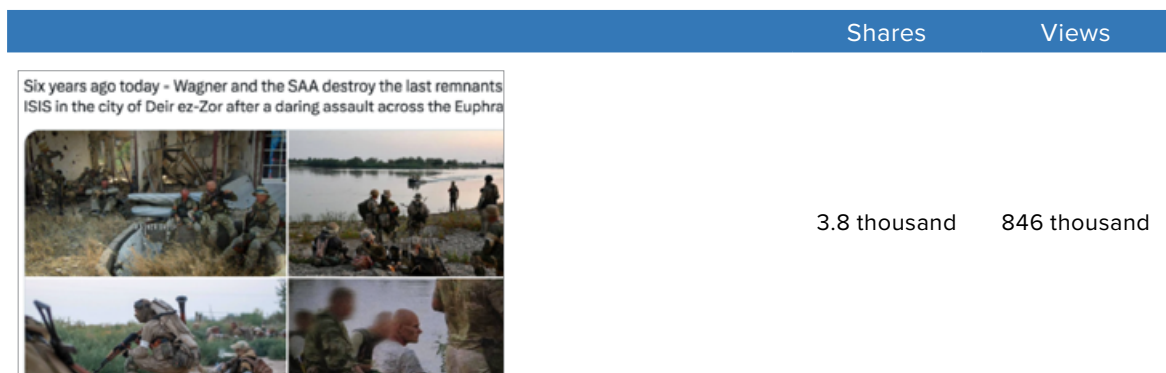 Shares Views
Six years ago today - Wagner and the SAA destroy the last remnants
ISIS in the city of Deir ez-Zor after a daring assault across the Euphra
3.8 thousand 846 thousand